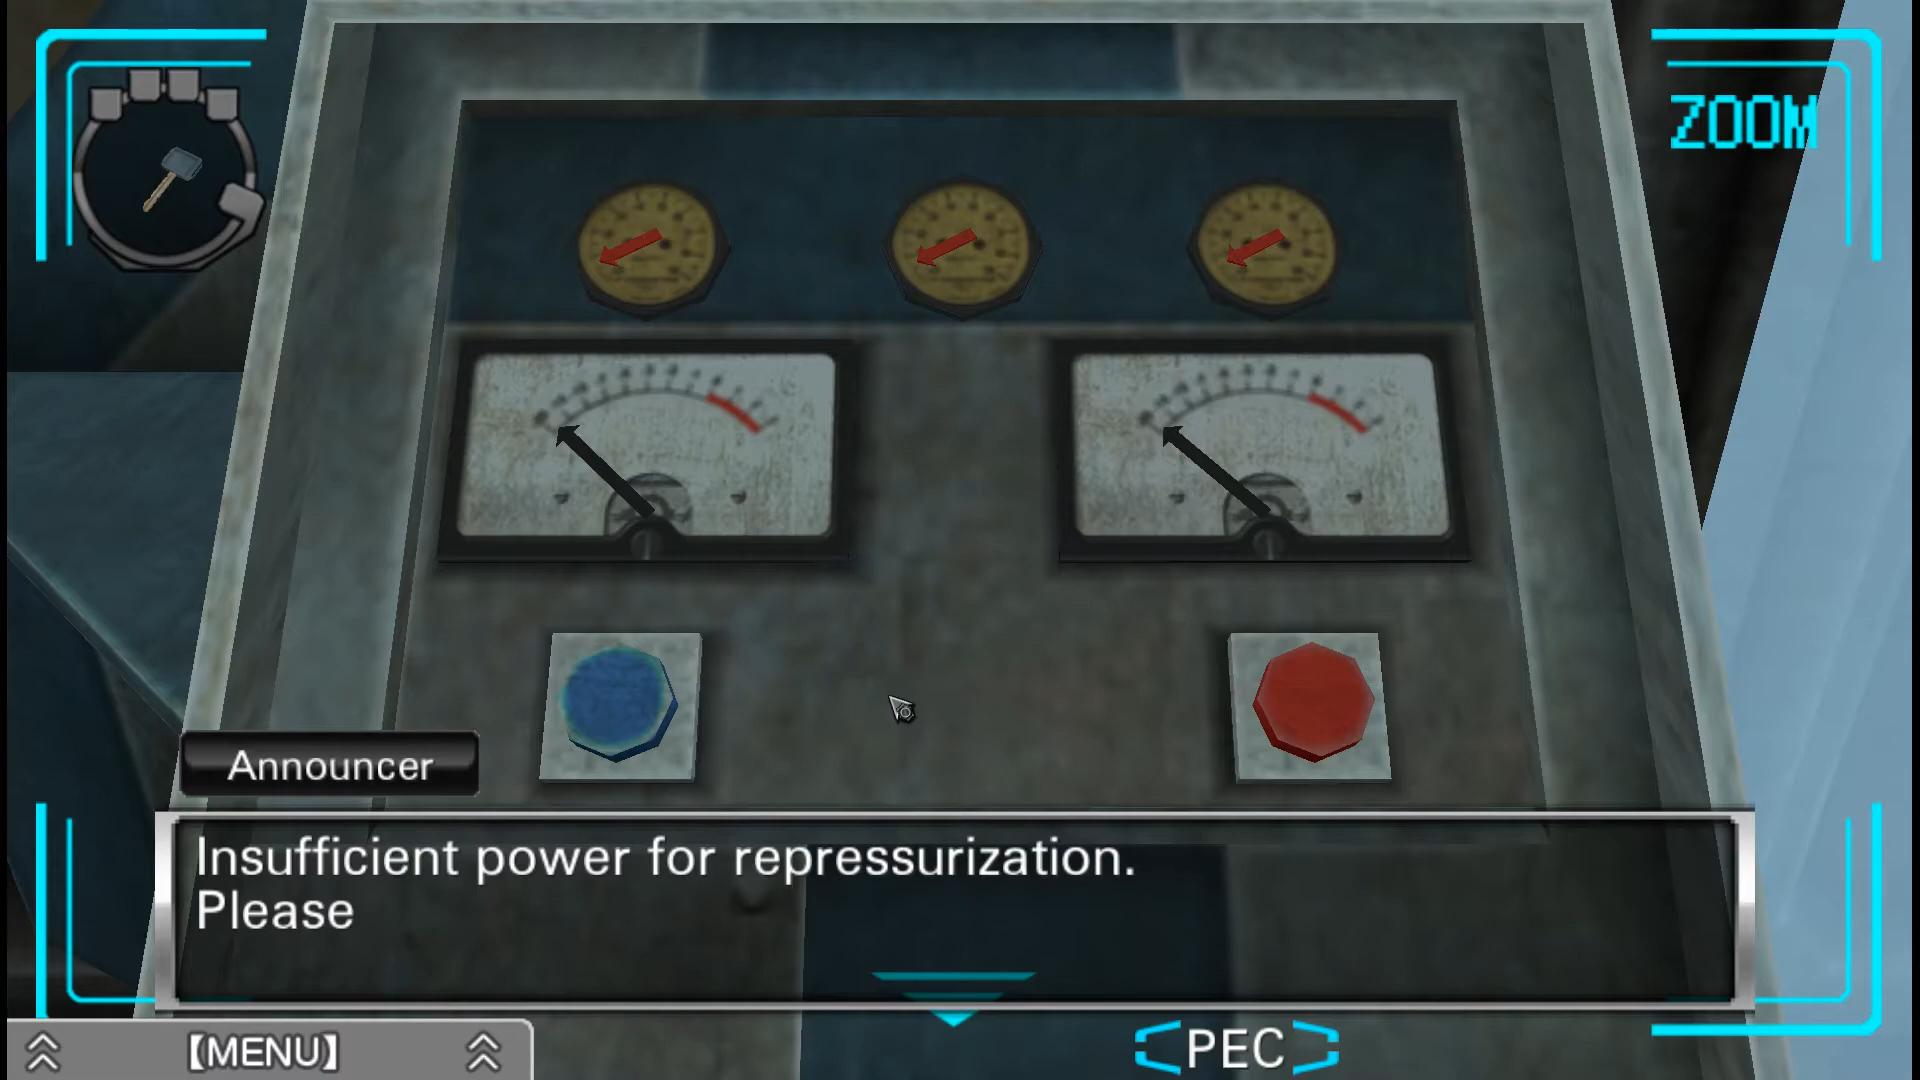 ZOOM
Announcer
Insufficient power for repressurization.
Please
【MENU】
PEC